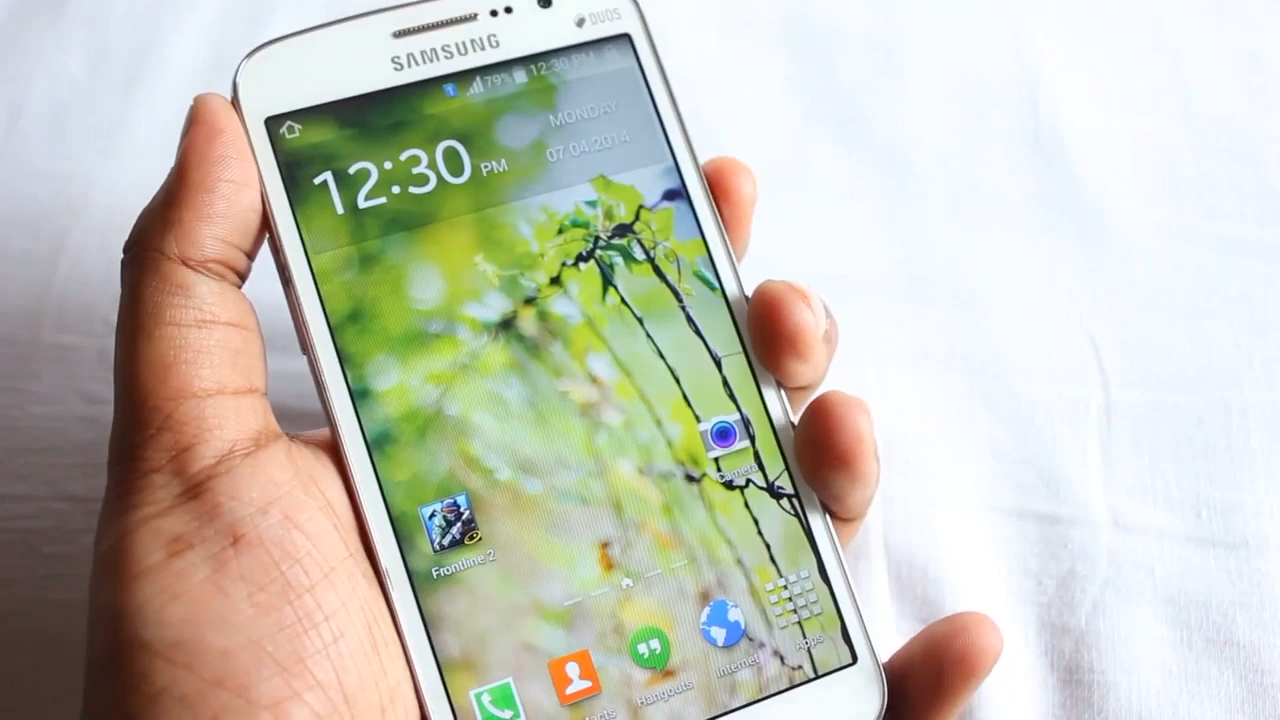 DUOS
SAMSUNG
79% 12:30 PM
MONDAY
12:30 PM
07.04.2014
Camera
Frontline 2
Apps
Internet
Hangouts